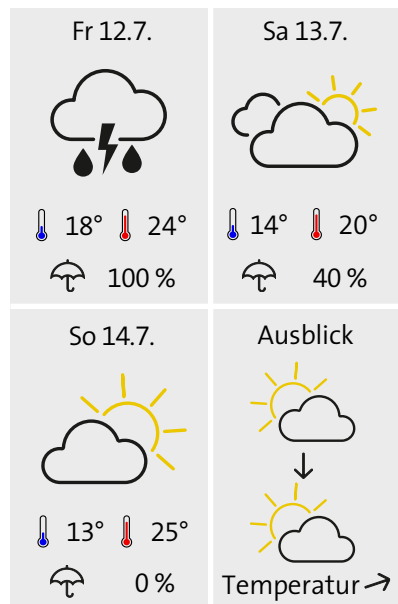 Fr 12.7.
18° 24°
100 %
Sa 13.7.
14° 20°
40 %
So 14.7.
13° 25°
0 %
Ausblick
Temperatur